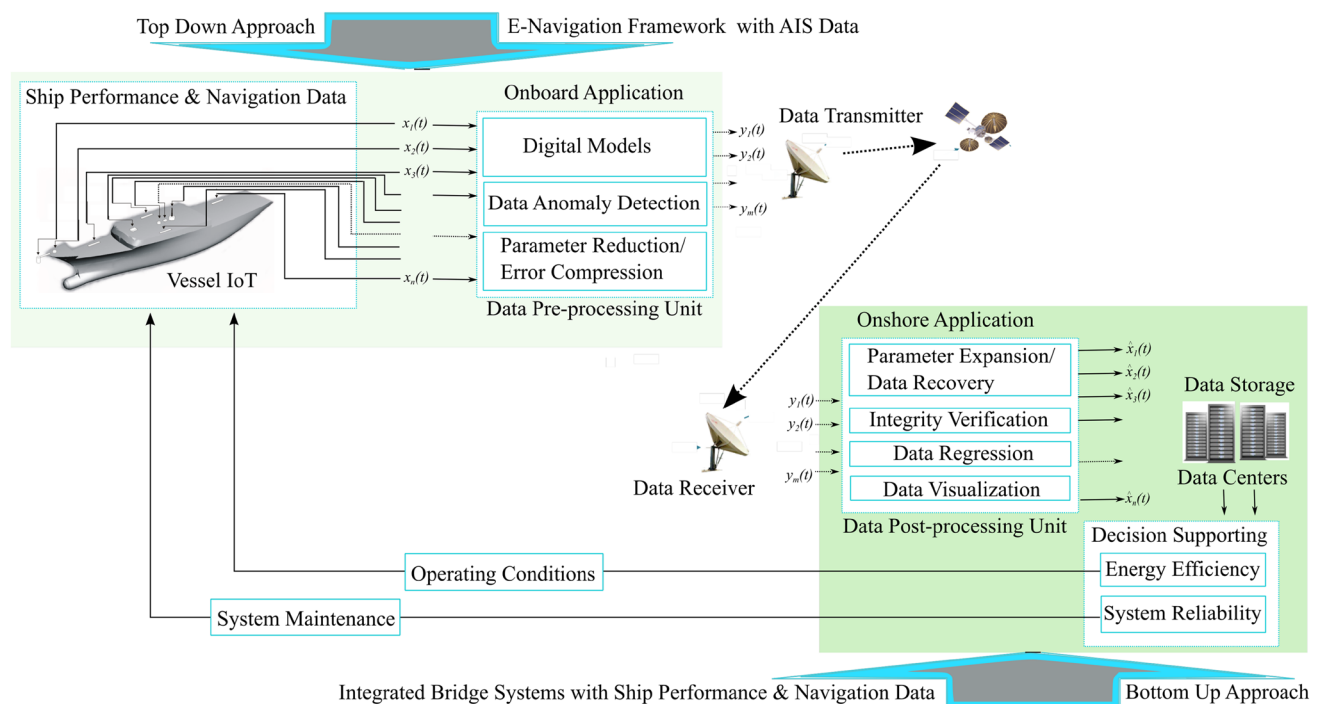 Top Down Approach
E-Navigation Framework with AIS Data
Ship Performance & Navigation Data
Vessel IoT
x1(t)
x2(t)
x3(t)
xn(t)
Onboard Application
Digital Models
Data Anomaly Detection
Parameter Reduction/
Error Compression
Data Pre-processing Unit
y1(t)
y2(t)
ym(t)
Data Transmitter
Data Receiver
y1(t)
y2(t)
ym(t)
Onshore Application
Parameter Expansion/
Data Recovery
Integrity Verification
Data Regression
Data Visualization
Data Post-processing Unit
x̂1(t)
x̂2(t)
x̂3(t)
x̂n(t)
Data Storage
Data Centers
Decision Supporting
Energy Efficiency
System Reliability
Operating Conditions
System Maintenance
Integrated Bridge Systems with Ship Performance & Navigation Data
Bottom Up Approach